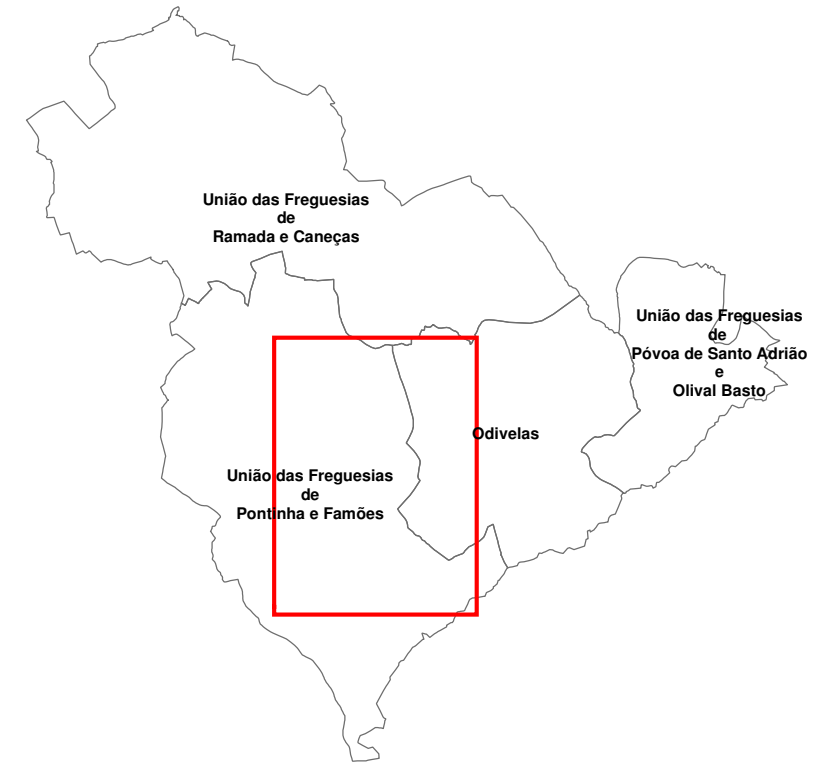 União das Freguesias
de
Ramada e Caneças
União das Freguesias
de
Póvoa de Santo Adrião
e
Olival Basto
Odivelas
União das Freguesias
de
Pontinha e Famões